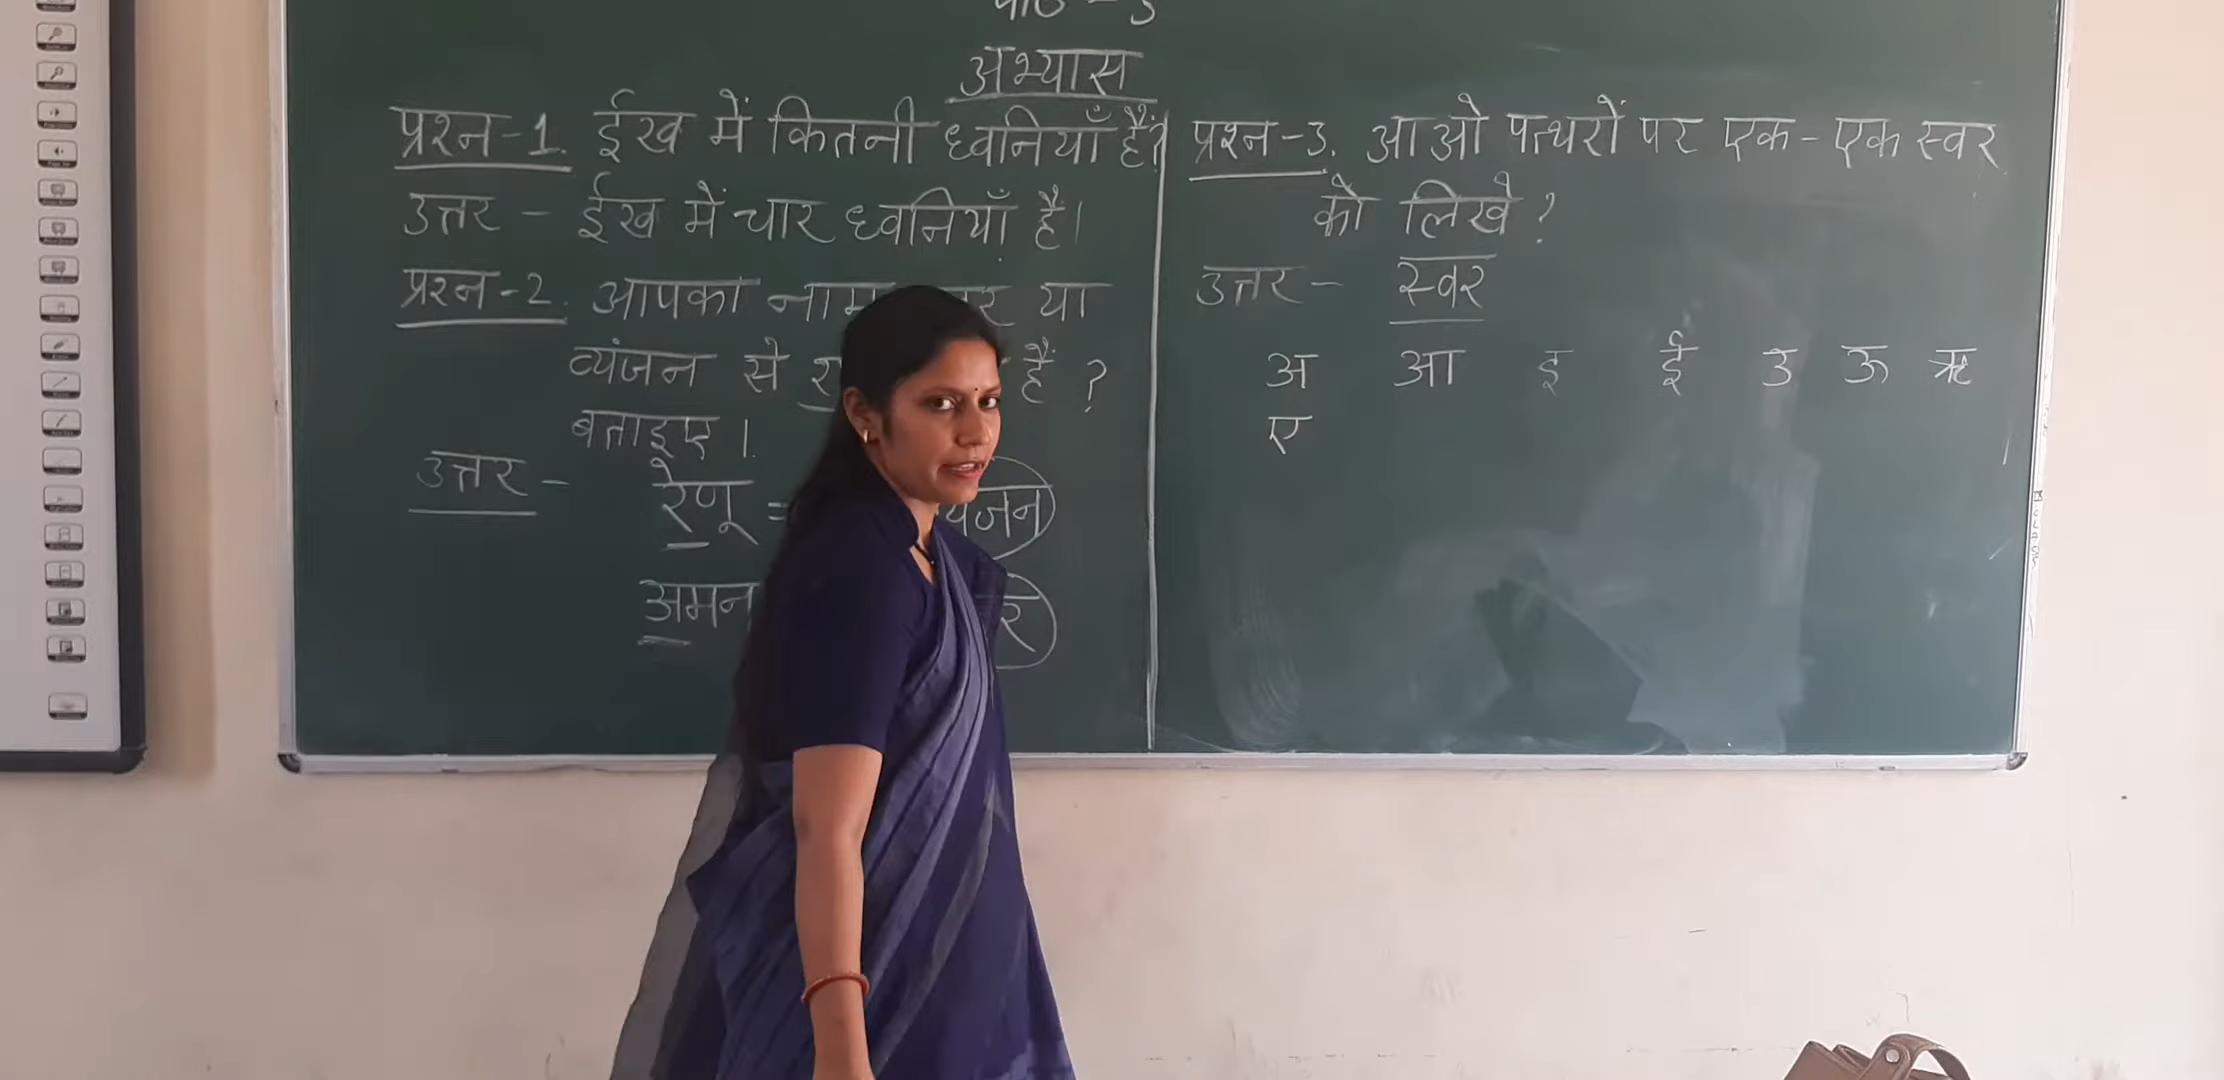 पाठ - 3
अभ्यास
प्रश्न-1. ईख में कितनी ध्वनियाँ हैं?
उत्तर - ईख में चार ध्वनियाँ है।
प्रश्न-2. आपका नाम या
व्यंजन से हैं ?
बताइए।
उत्तर - रेणू =
अमन
प्रश्न-3. आओ पत्थरों पर एक-एक स्वर
को लिखे ?
उत्तर - स्वर
अ आ इ ई उ ऊ ऋ
ए